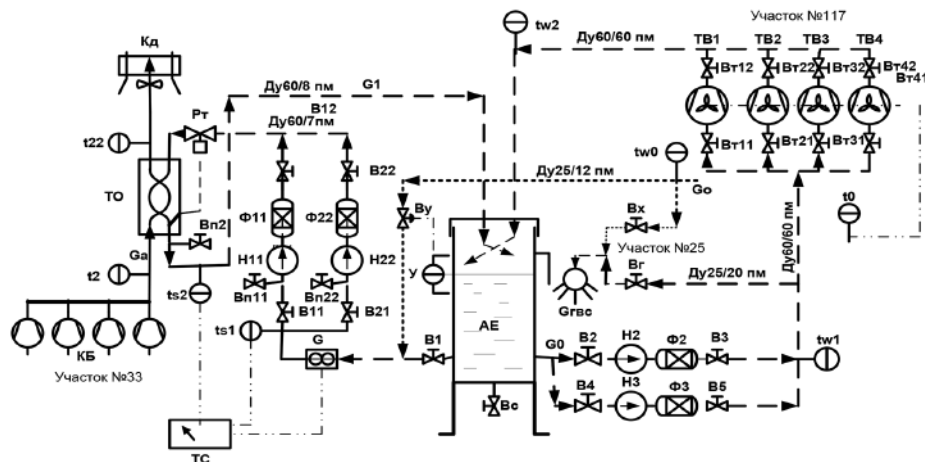 Участок №117
tw2
ТВ1 ТВ2 ТВ3 ТВ4
Кд
Ду60/60 пм
Вт12 Вт22 Вт32 Вт42
Вт41
Ду60/8 пм G1
В12
Рт
Ду60/7пм
t22
В22
Вт11 Вт21 Вт31
tw0
Ду25/12 пм
Go
ТО
Ф11 Ф22
Ву
Вх
t0
Вп2
Участок №25
Ga
Н11 Н22
У
Вг
Ду60/60 пм
t2
Ду25/20 пм
ts2
Вп11 Вп22
Gгвс
В11 В21
АЕ
ts1
G
В1
G0
В2 Н2 Ф2 В3
tw1
КБ
Участок №33
В4 Н3 Ф3 В5
Вс
ТС